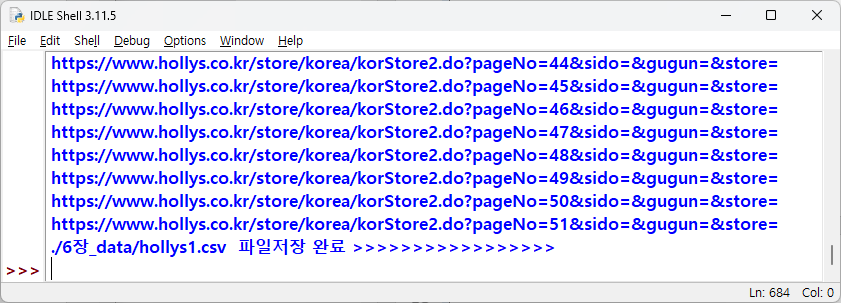 IDLE Shell 3.11.5
File Edit Shell Debug Options Window Help
https://www.hollys.co.kr/store/korea/korStore2.do?pageNo=44&sido=&gugun=&store=
https://www.hollys.co.kr/store/korea/korStore2.do?pageNo=45&sido=&gugun=&store=
https://www.hollys.co.kr/store/korea/korStore2.do?pageNo=46&sido=&gugun=&store=
https://www.hollys.co.kr/store/korea/korStore2.do?pageNo=47&sido=&gugun=&store=
https://www.hollys.co.kr/store/korea/korStore2.do?pageNo=48&sido=&gugun=&store=
https://www.hollys.co.kr/store/korea/korStore2.do?pageNo=49&sido=&gugun=&store=
https://www.hollys.co.kr/store/korea/korStore2.do?pageNo=50&sido=&gugun=&store=
https://www.hollys.co.kr/store/korea/korStore2.do?pageNo=51&sido=&gugun=&store=
./6장_data/hollys1.csv 파일저장 완료 >>>>>>>>>>>>>>>>>
>>>
Ln: 684 Col: 0